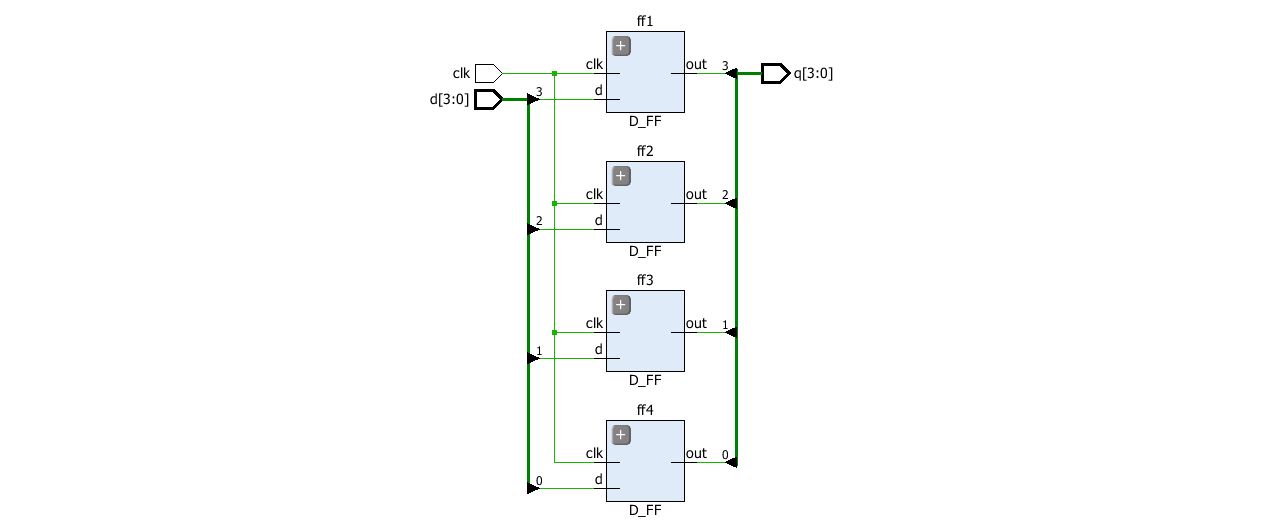 ff1
clk clk out 3 q[3:0]
d[3:0] 3 d
D_FF
ff2
clk out 2
2 d
D_FF
ff3
clk out 1
1 d
D_FF
ff4
clk out 0
0 d
D_FF